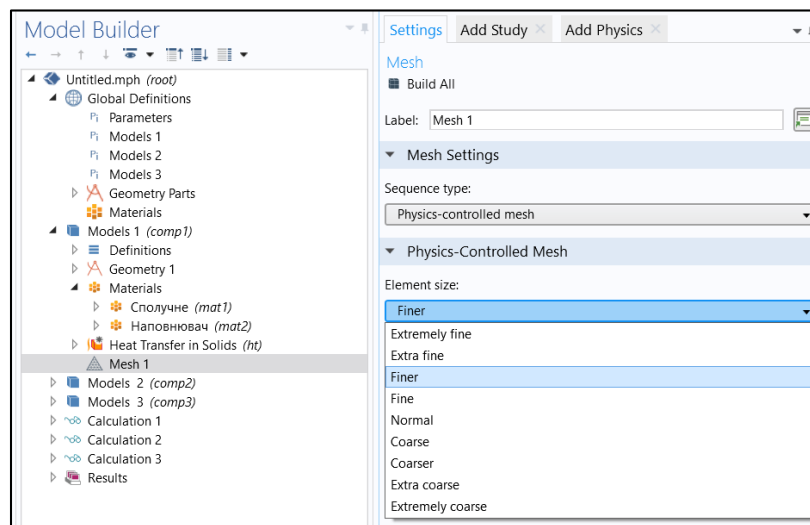 Model Builder
Untitled.mph (root)
Global Definitions
Pi Parameters
Pi Models 1
Pi Models 2
Pi Models 3
Geometry Parts
Materials
Models 1 (comp1)
Definitions
Geometry 1
Materials
Сполучне (mat1)
Наповнювач (mat2)
Heat Transfer in Solids (ht)
Mesh 1
Models 2 (comp2)
Models 3 (comp3)
Calculation 1
Calculation 2
Calculation 3
Results
Settings Add Study Add Physics
Mesh
Build All
Label: Mesh 1
Mesh Settings
Sequence type:
Physics-controlled mesh
Physics-Controlled Mesh
Element size:
Finer
Extremely fine
Extra fine
Finer
Fine
Normal
Coarse
Coarser
Extra coarse
Extremely coarse